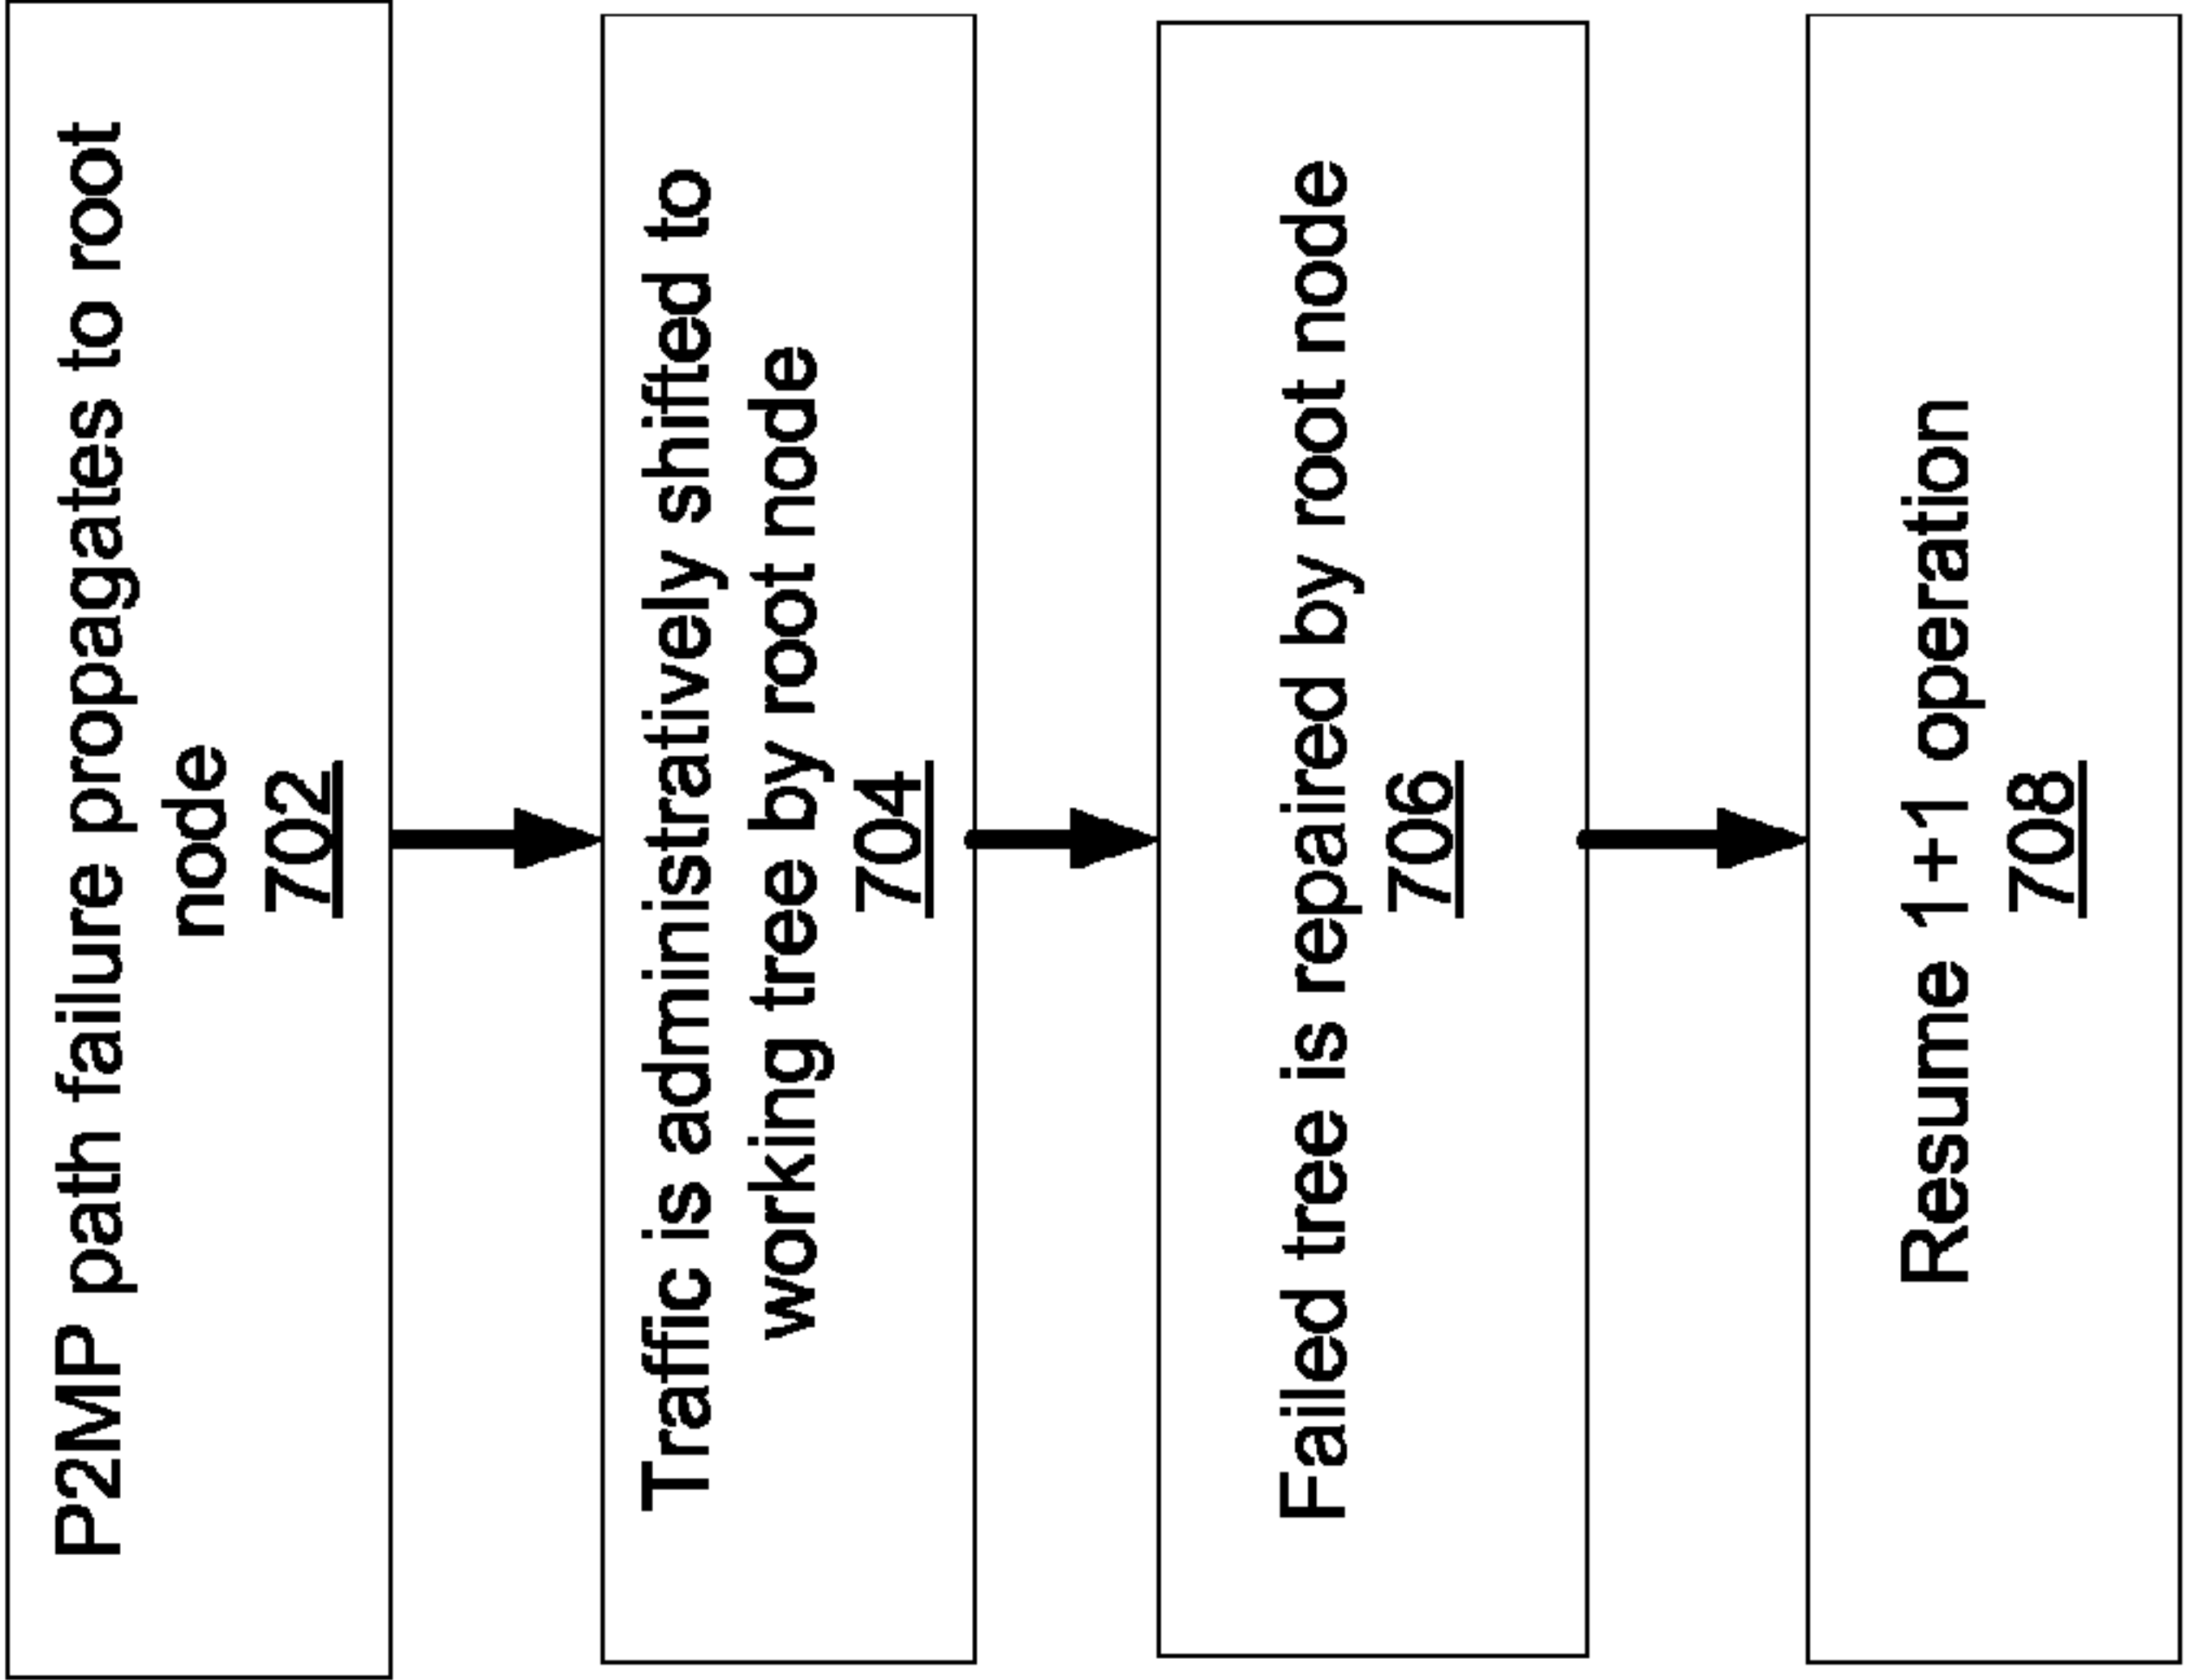 P2MP path failure propagates to root
node
702
Traffic is administratively shifted to
working tree by root node
704
Failed tree is repaired by root node
706
Resume 1+1 operation
708